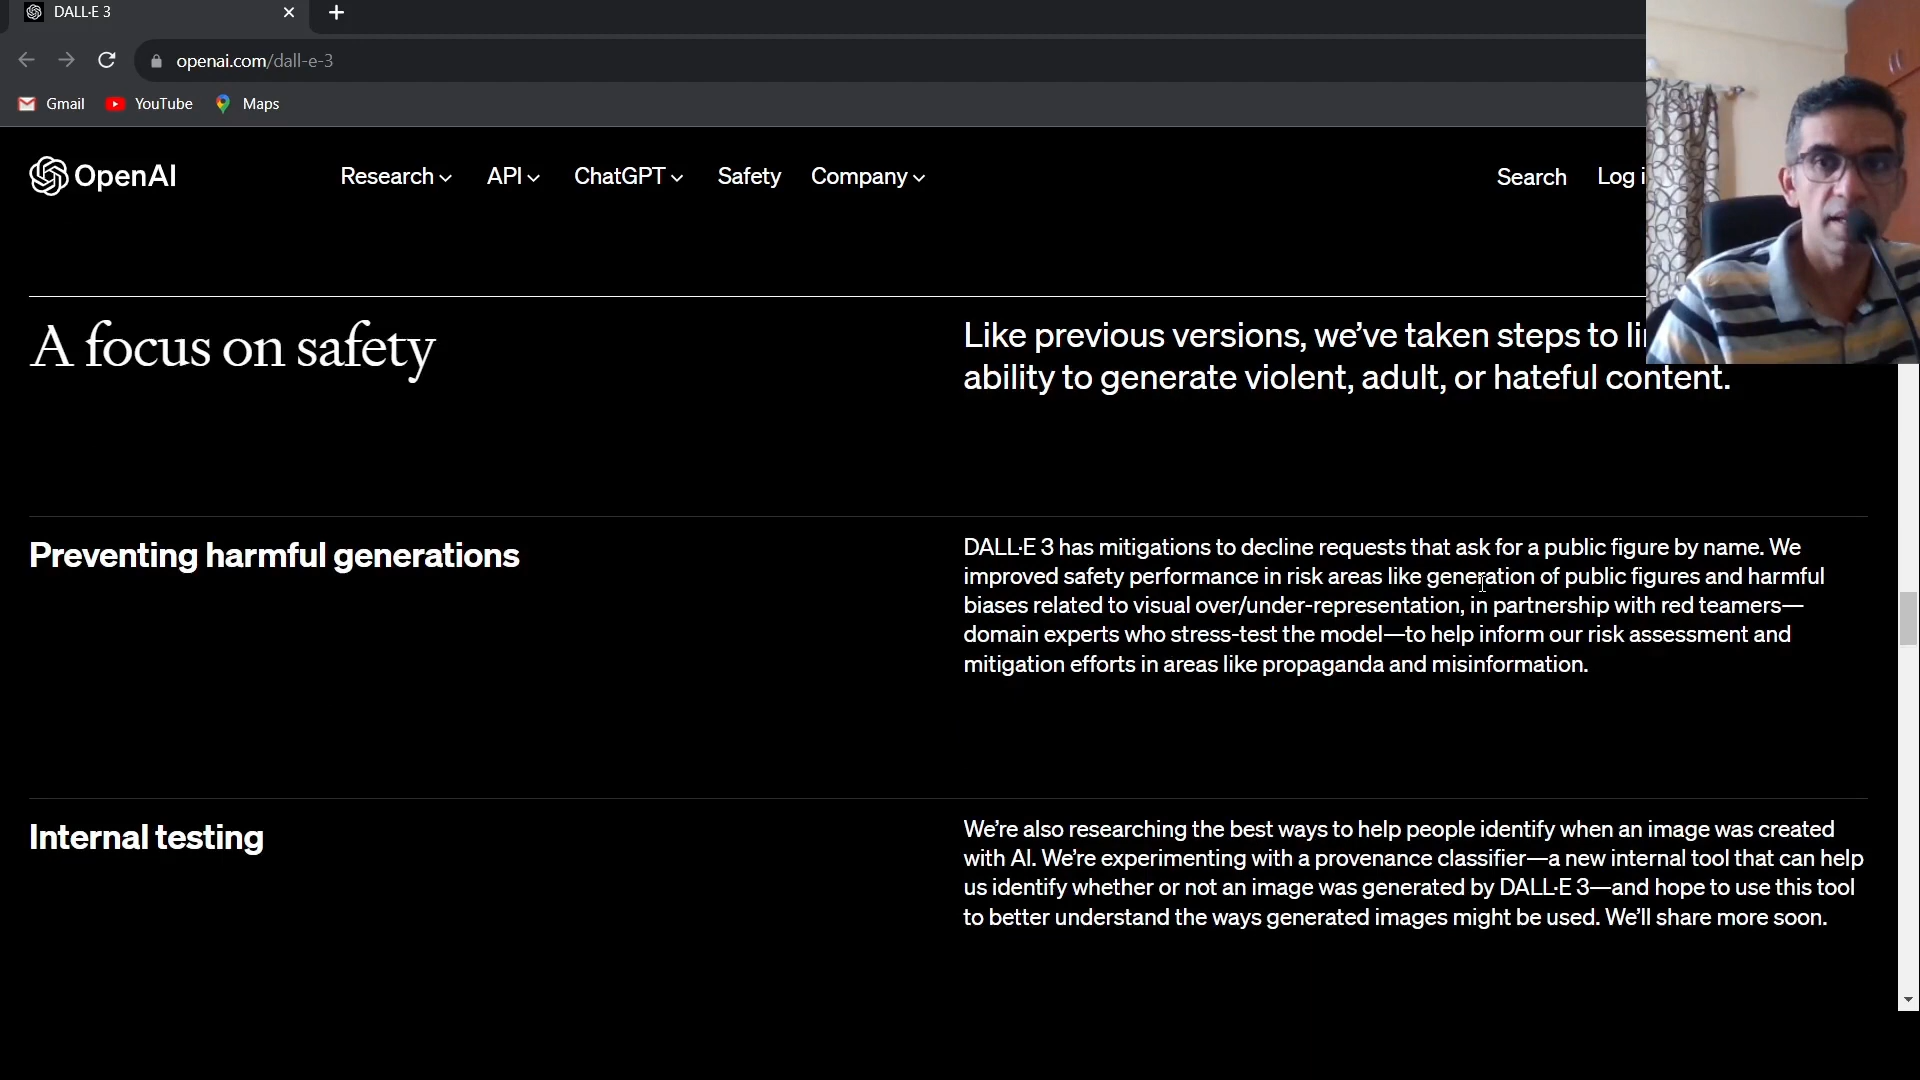 DALL·E 3
openai.com/dall-e-3
Gmail YouTube Maps
OpenAI Research API ChatGPT Safety Company Search Log i
A focus on safety
Like previous versions, we’ve taken steps to
ability to generate violent, adult, or hateful content.
Preventing harmful generations
DALL·E 3 has mitigations to decline requests that ask for a public figure by name. We
improved safety performance in risk areas like generation of public figures and harmful
biases related to visual over/under-representation, in partnership with red teamers—
domain experts who stress-test the model—to help inform our risk assessment and
mitigation efforts in areas like propaganda and misinformation.
Internal testing
We’re also researching the best ways to help people identify when an image was created
with AI. We’re experimenting with a provenance classifier—a new internal tool that can help
us identify whether or not an image was generated by DALL·E 3—and hope to use this tool
to better understand the ways generated images might be used. We’ll share more soon.